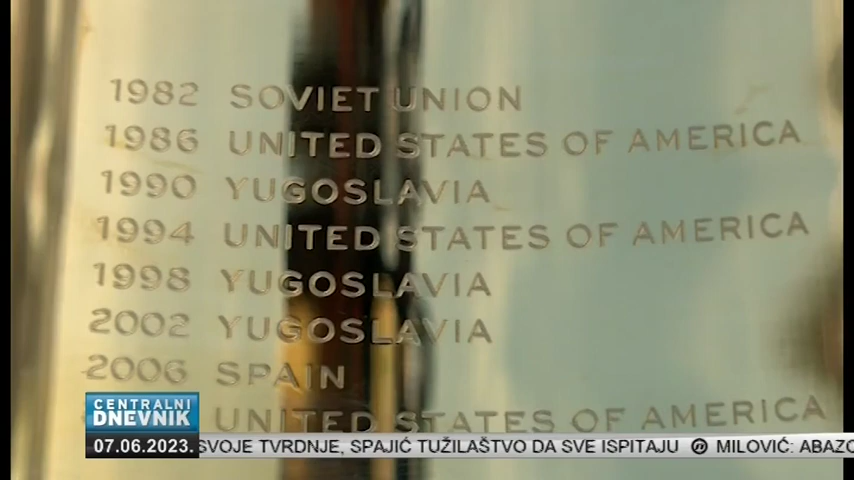 1982 SOVIET UNION
1986 UNITED STATES OF AMERICA
1990 YUGOSLAVIA
1994 UNITED STATES OF AMERICA
1998 YUGOSLAVIA
2002 YUGOSLAVIA
2006 SPAIN
UNITED STATES OF AMERICA
CENTRALNI
DNEVNIK
07.06.2023. SVOJE TVRDNJE, SPAJIĆ TUŽILAŠTVO DA SVE ISPITAJU MILOVIĆ: ABAZO